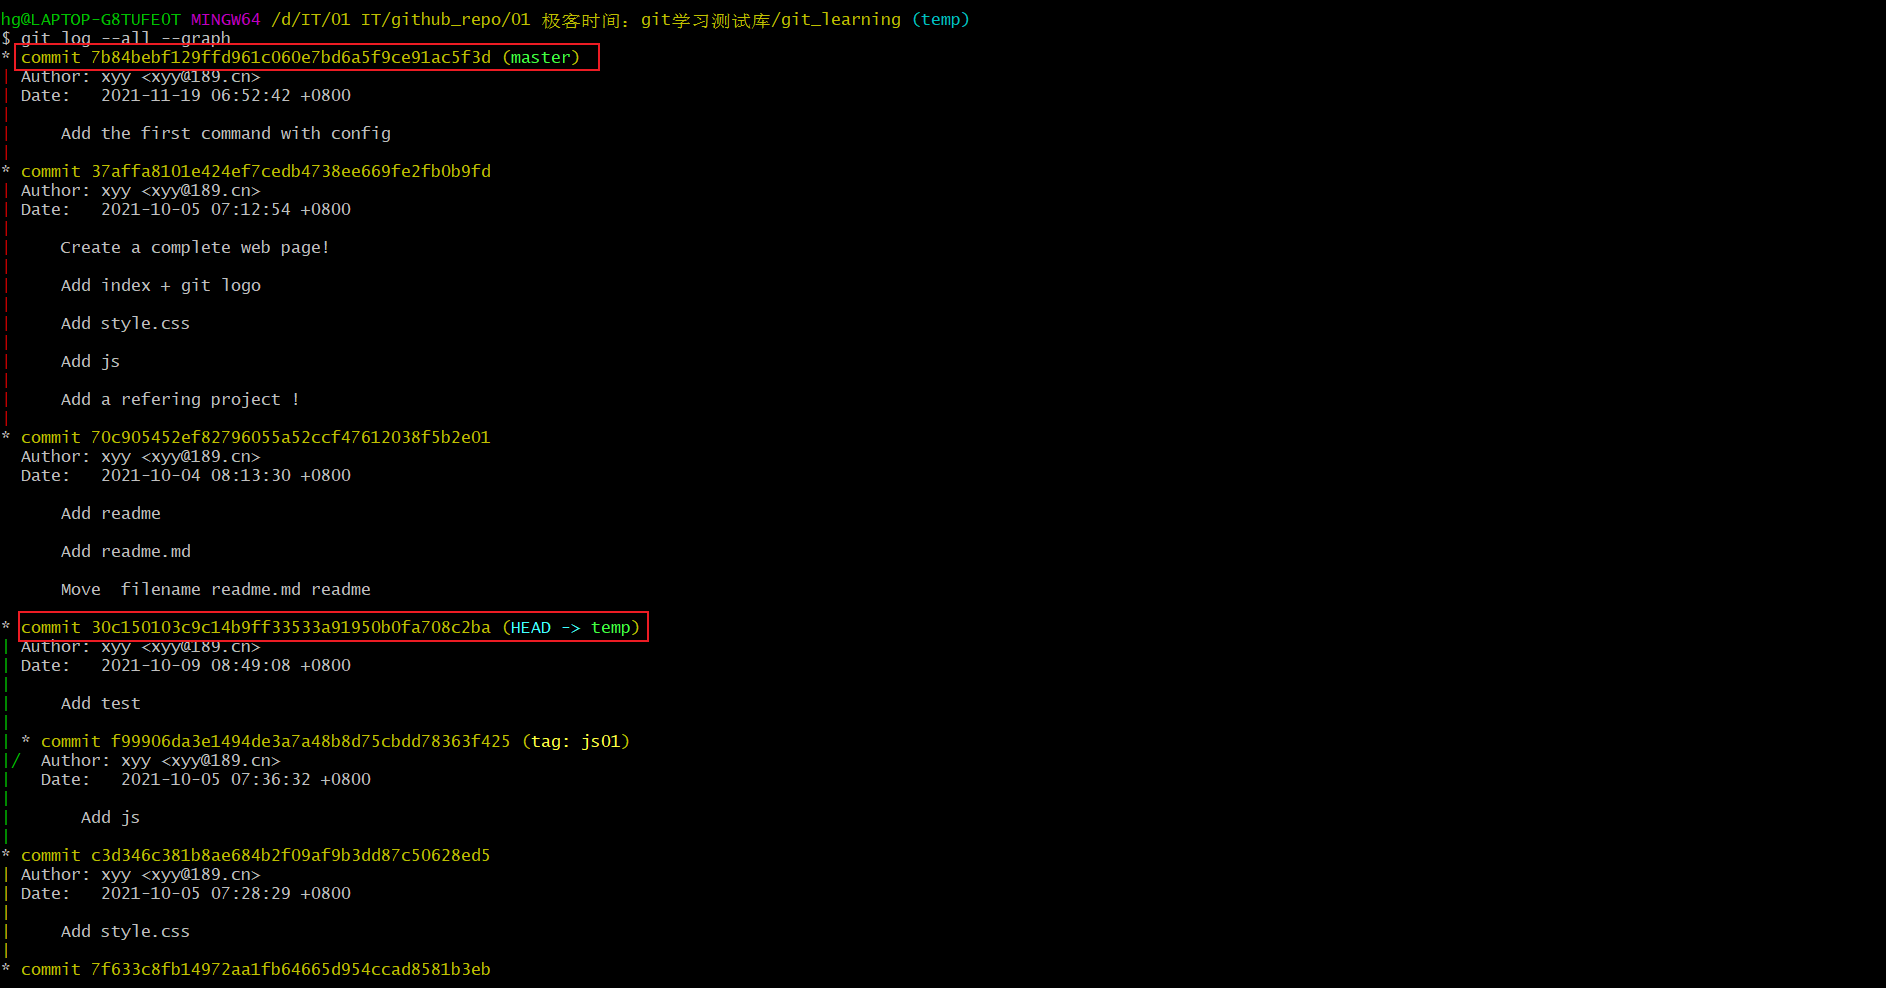 hg@LAPTOP-G8TUFE0T MINGW64 /d/IT/01 IT/github_repo/01 极客时间：git学习测试库/git_learning (temp)
$ git log --all --graph
* commit 7b84bebf129ffd961c060e7bd6a5f9ce91ac5f3d (master)
| Author: xyy <xyy@189.cn>
| Date:   2021-11-19 06:52:42 +0800
|
|     Add the first command with config
|
* commit 37affa8101e424ef7cedb4738ee669fe2fb0b9fd
| Author: xyy <xyy@189.cn>
| Date:   2021-10-05 07:12:54 +0800
|
|     Create a complete web page!
|
|     Add index + git logo
|
|     Add style.css
|
|     Add js
|
|     Add a refering project !
|
* commit 70c905452ef82796055a52ccf47612038f5b2e01
  Author: xyy <xyy@189.cn>
  Date:   2021-10-04 08:13:30 +0800

      Add readme

      Add readme.md

      Move  filename readme.md readme

* commit 30c150103c9c14b9ff33533a91950b0fa708c2ba (HEAD -> temp)
| Author: xyy <xyy@189.cn>
| Date:   2021-10-09 08:49:08 +0800
|
|     Add test
|
| * commit f99906da3e1494de3a7a48b8d75cbdd78363f425 (tag: js01)
|/  Author: xyy <xyy@189.cn>
|   Date:   2021-10-05 07:36:32 +0800
|
|       Add js
|
* commit c3d346c381b8ae684b2f09af9b3dd87c50628ed5
| Author: xyy <xyy@189.cn>
| Date:   2021-10-05 07:28:29 +0800
|
|     Add style.css
|
* commit 7f633c8fb14972aa1fb64665d954ccad8581b3eb